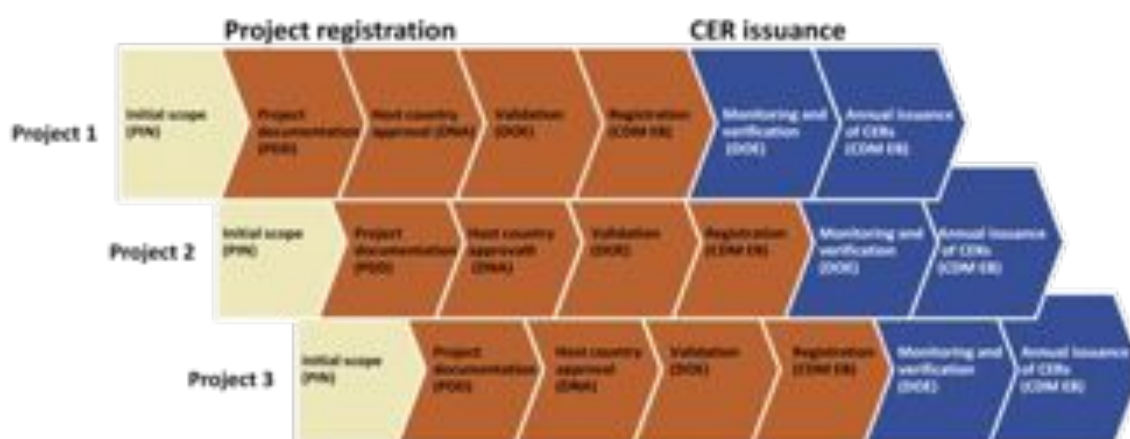 Project registration
CER issuance
Project 1
Initial scope
(PIN)
Project
documentation
(PDD)
Host country
approval (DNA)
Validation
(DOE)
Registration
(CDM EB)
Monitoring and
verification
(DOE)
Annual issuance
of CERs
(CDM EB)
Project 2
Initial scope
(PIN)
Project
documentation
(PDD)
Host country
(DNA)
Validation
(DOE)
Registration
(CDM EB)
Monitoring and
verification
(DOE)
Annual issuance
of CERs
(CDM EB)
Project 3
Initial scope
(PIN)
Project
documentation
(PDD)
Host country
approval
(DNA)
Validation
(DOE)
Registration
(CDM EB)
Monitoring and
verification
(DOE)
Annual issuance
of CERs
(CDM EB)